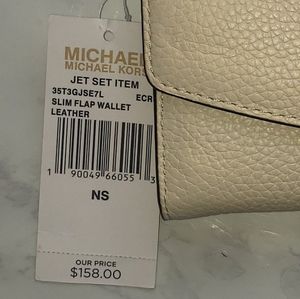 MICHAEL
MICHAEL KORS
JET SET ITEM
35T3GJSE7L ECR
SLIM FLAP WALLET
LEATHER
1 90049 66055 3
NS
OUR PRICE
$158.00